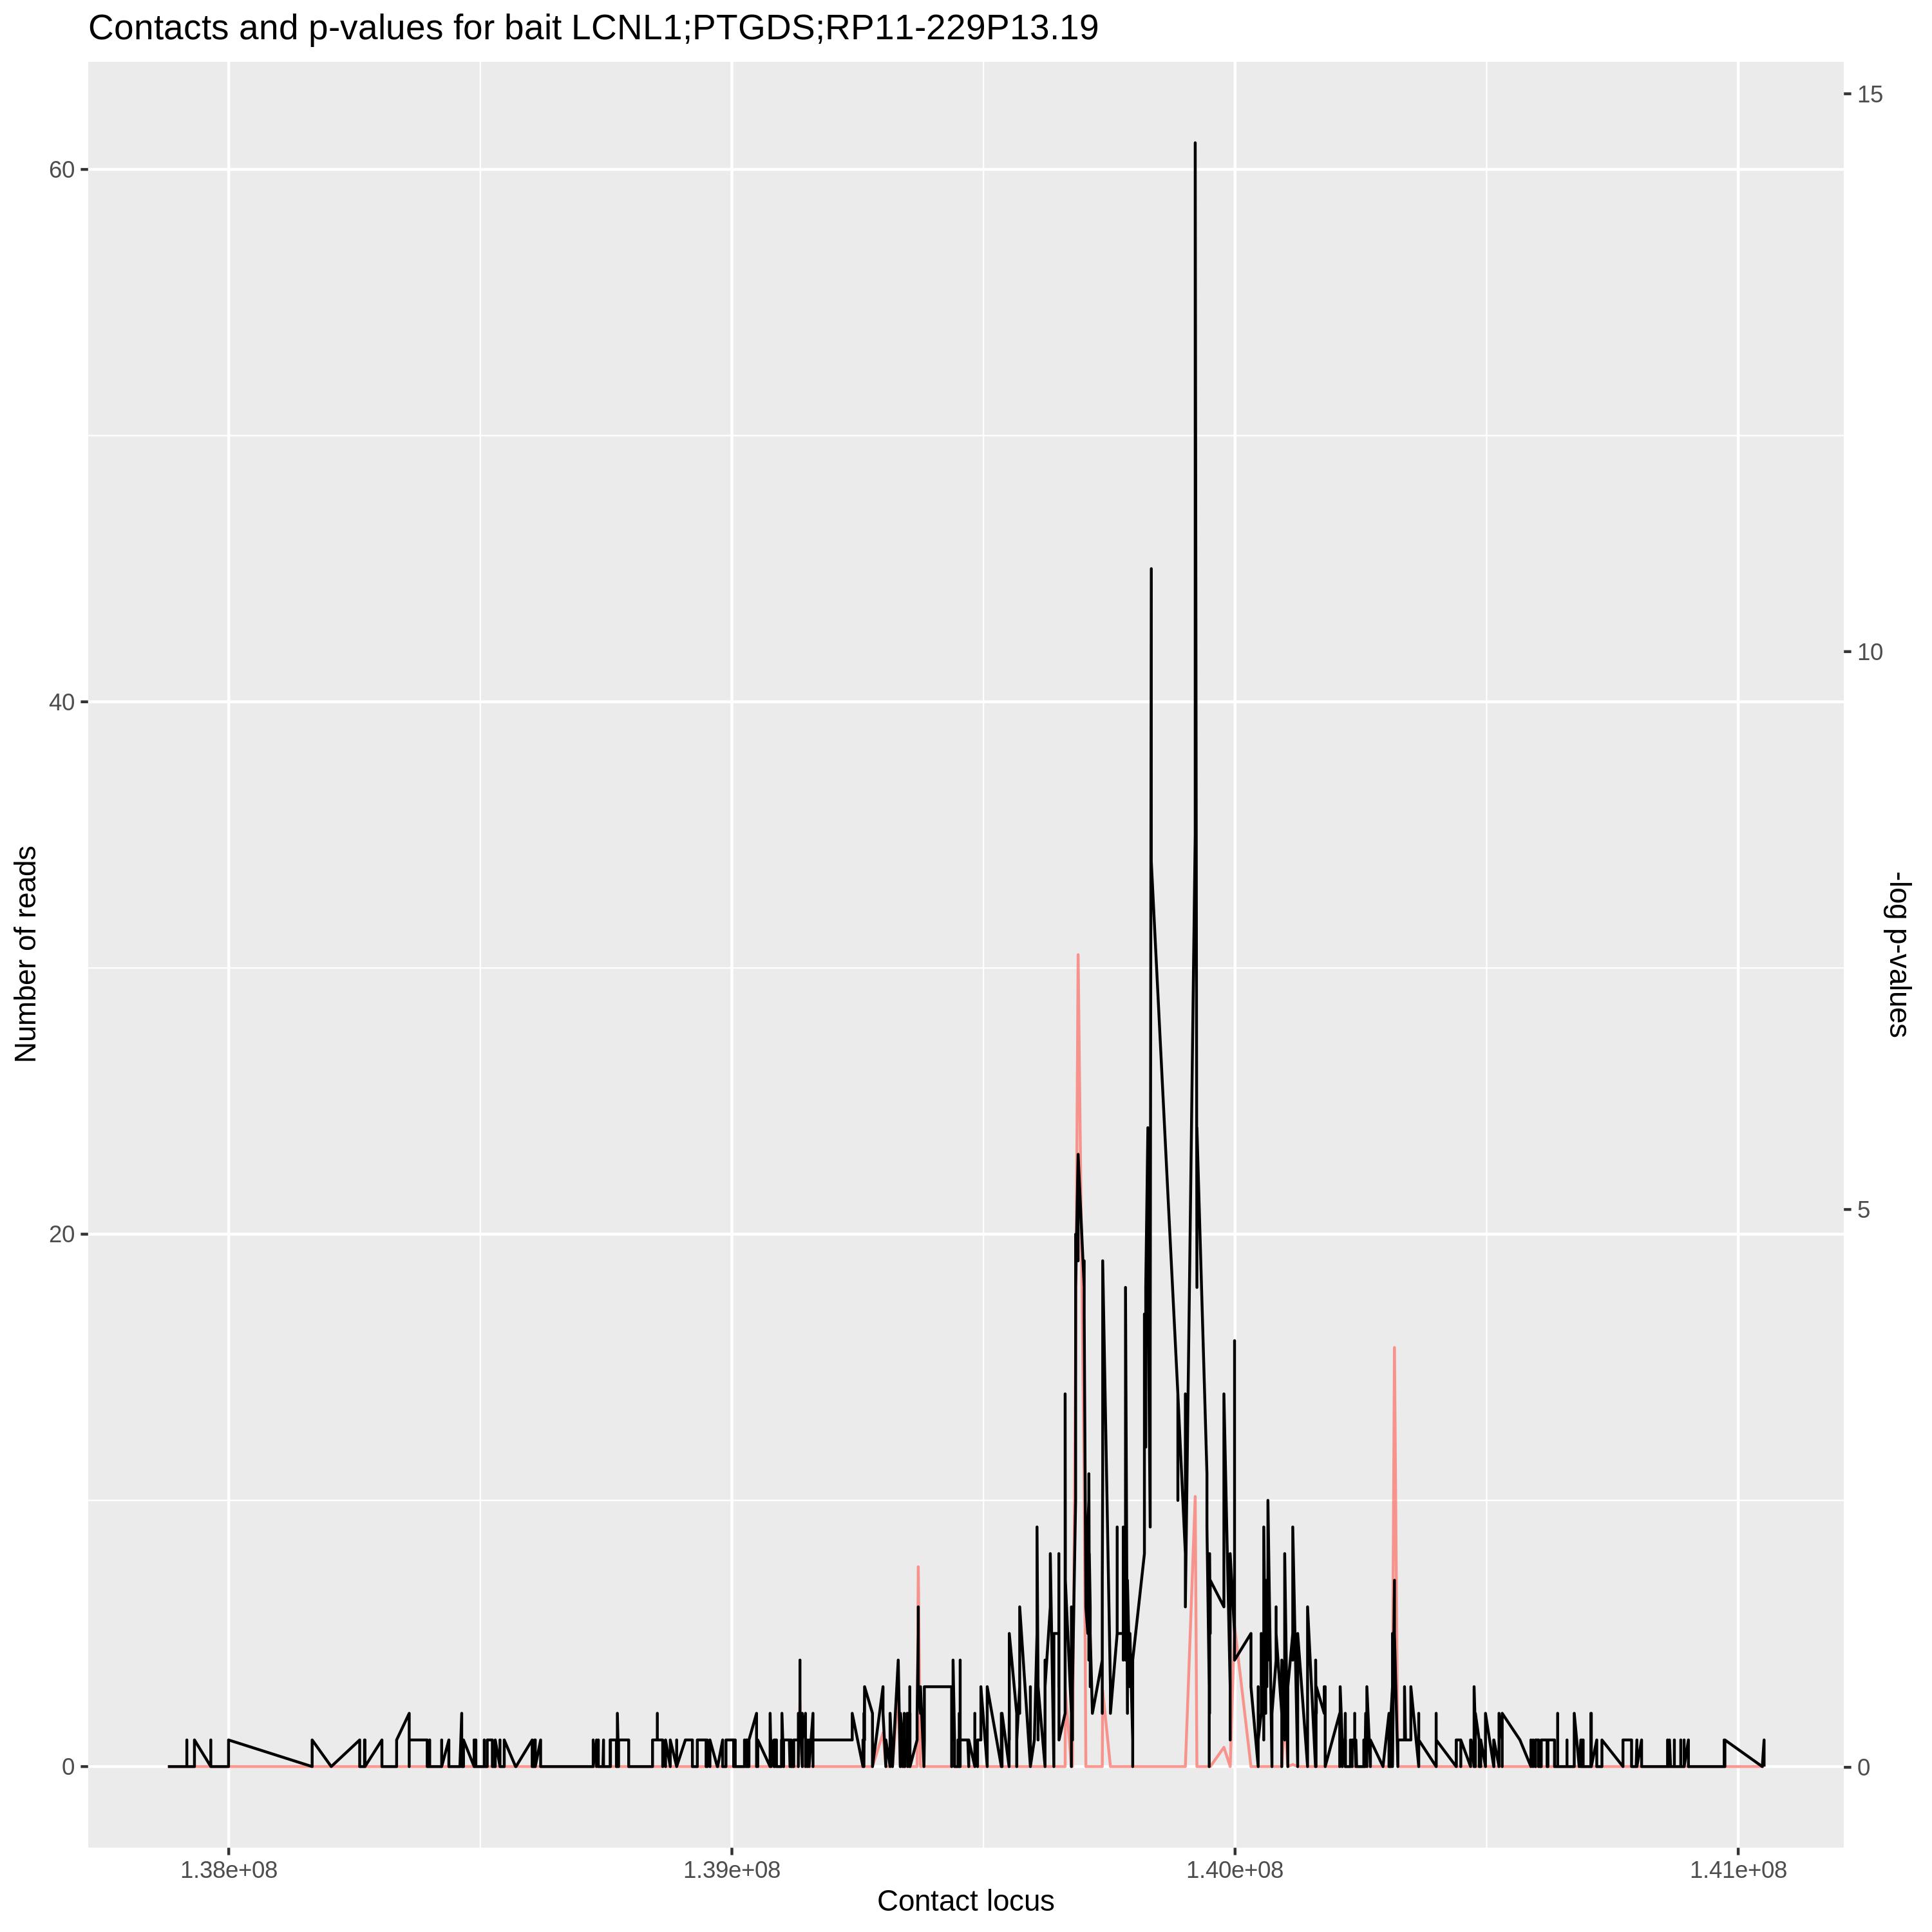 Contacts and p-values for bait LCNL1;PTGDS;RP11-229P13.19
60
40
20
0
Number of reads
15
10
5
0
-log p-values
1.38e+08
1.39e+08
1.40e+08
1.41e+08
Contact locus